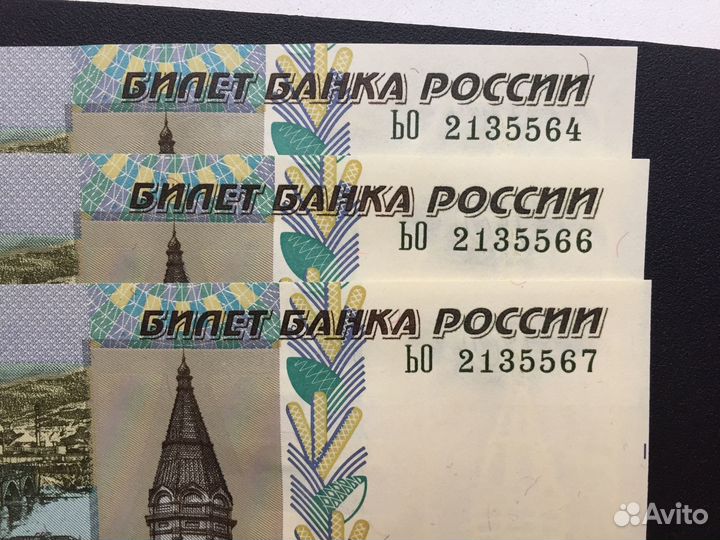 БИЛЕТ БАНКА РОССИИ
ЬО 2135564
БИЛЕТ БАНКА РОССИИ
ЬО 2135566
БИЛЕТ БАНКА РОССИИ
ЬО 2135567
Avito